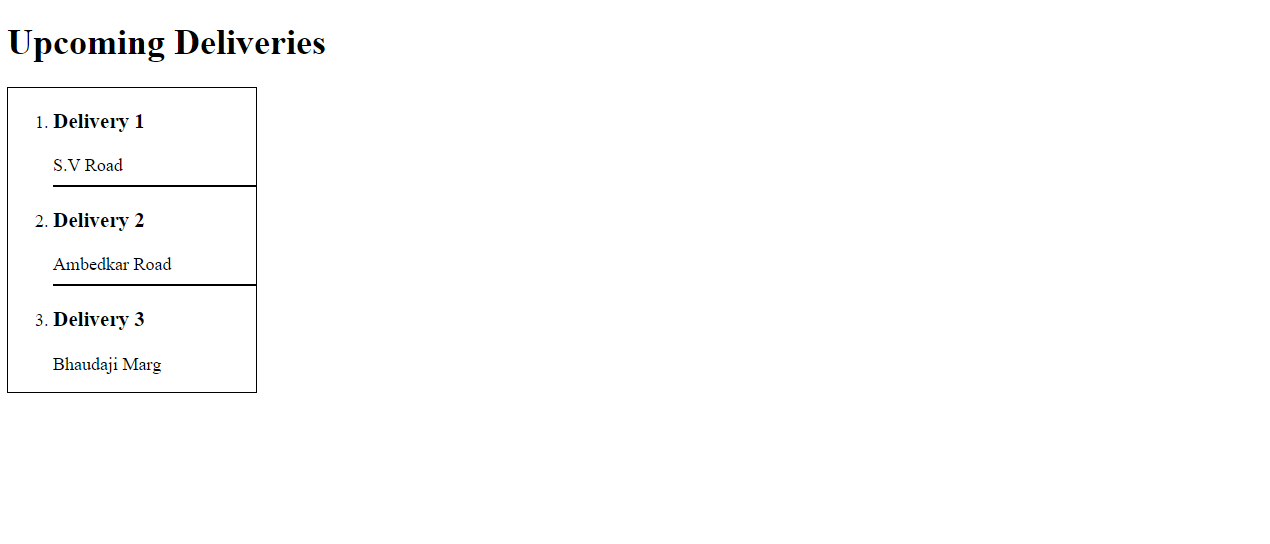 Upcoming Deliveries
1. Delivery 1
S.V Road
2. Delivery 2
Ambedkar Road
3. Delivery 3
Bhaudaji Marg